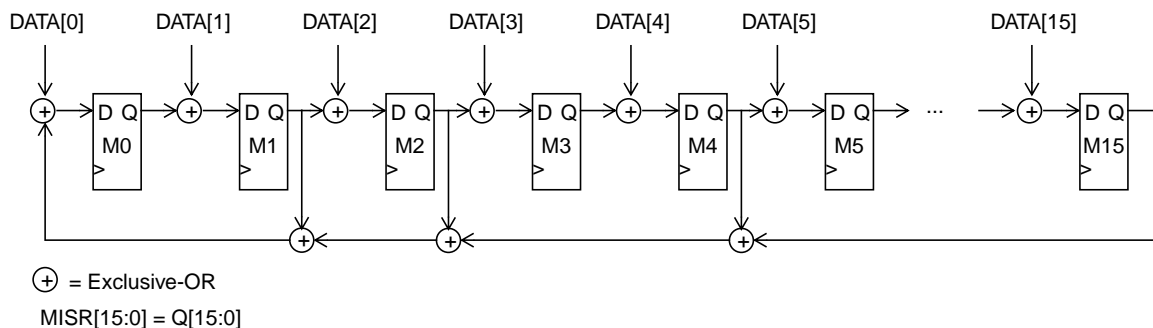 DATA[0] DATA[1] DATA[2] DATA[3] DATA[4] DATA[5] DATA[15]
+ + + + + + +
D Q D Q D Q D Q D Q D Q ... D Q
M0 M1 M2 M3 M4 M5 M15
> > > > > > >
+ + +
+ = Exclusive-OR
MISR[15:0] = Q[15:0]